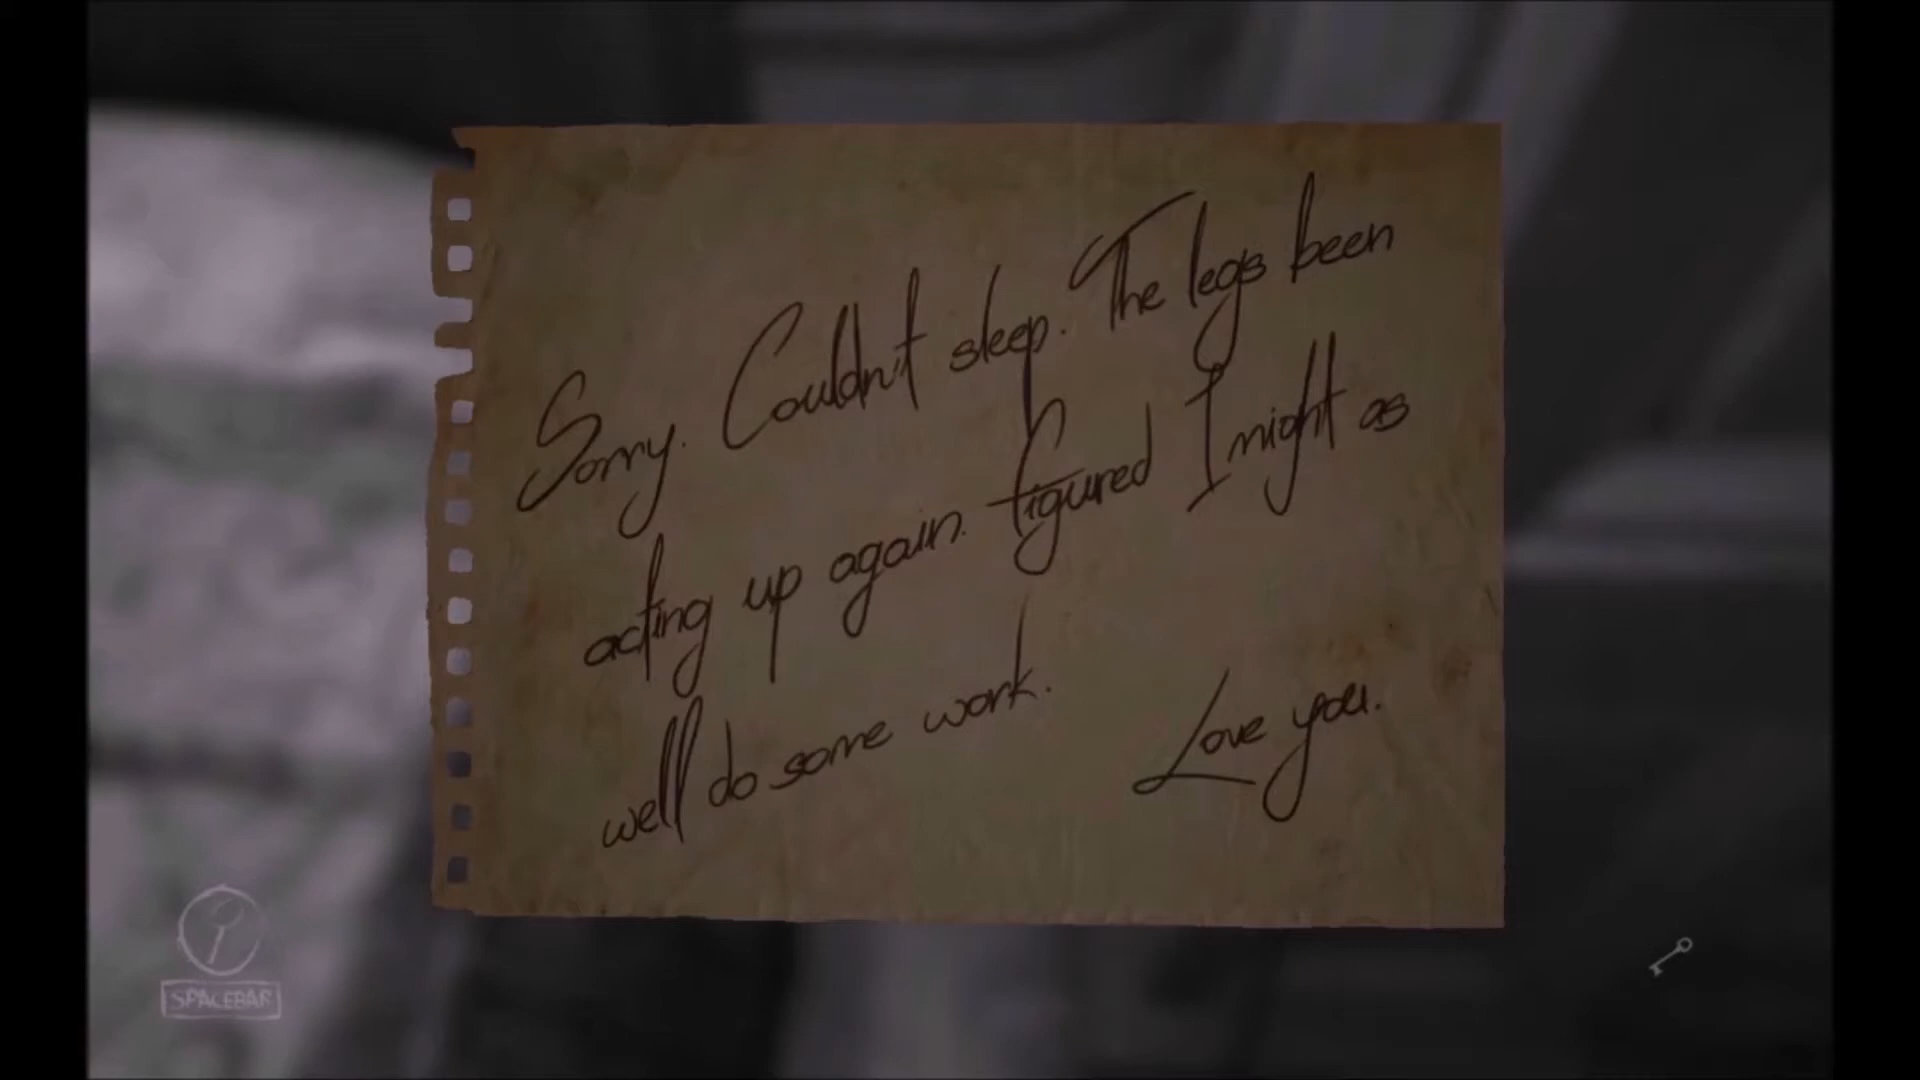 Sorry. Couldn't sleep. The legs been
acting up again. figured I might as
well do some work.
Love you.
SPACEBAR